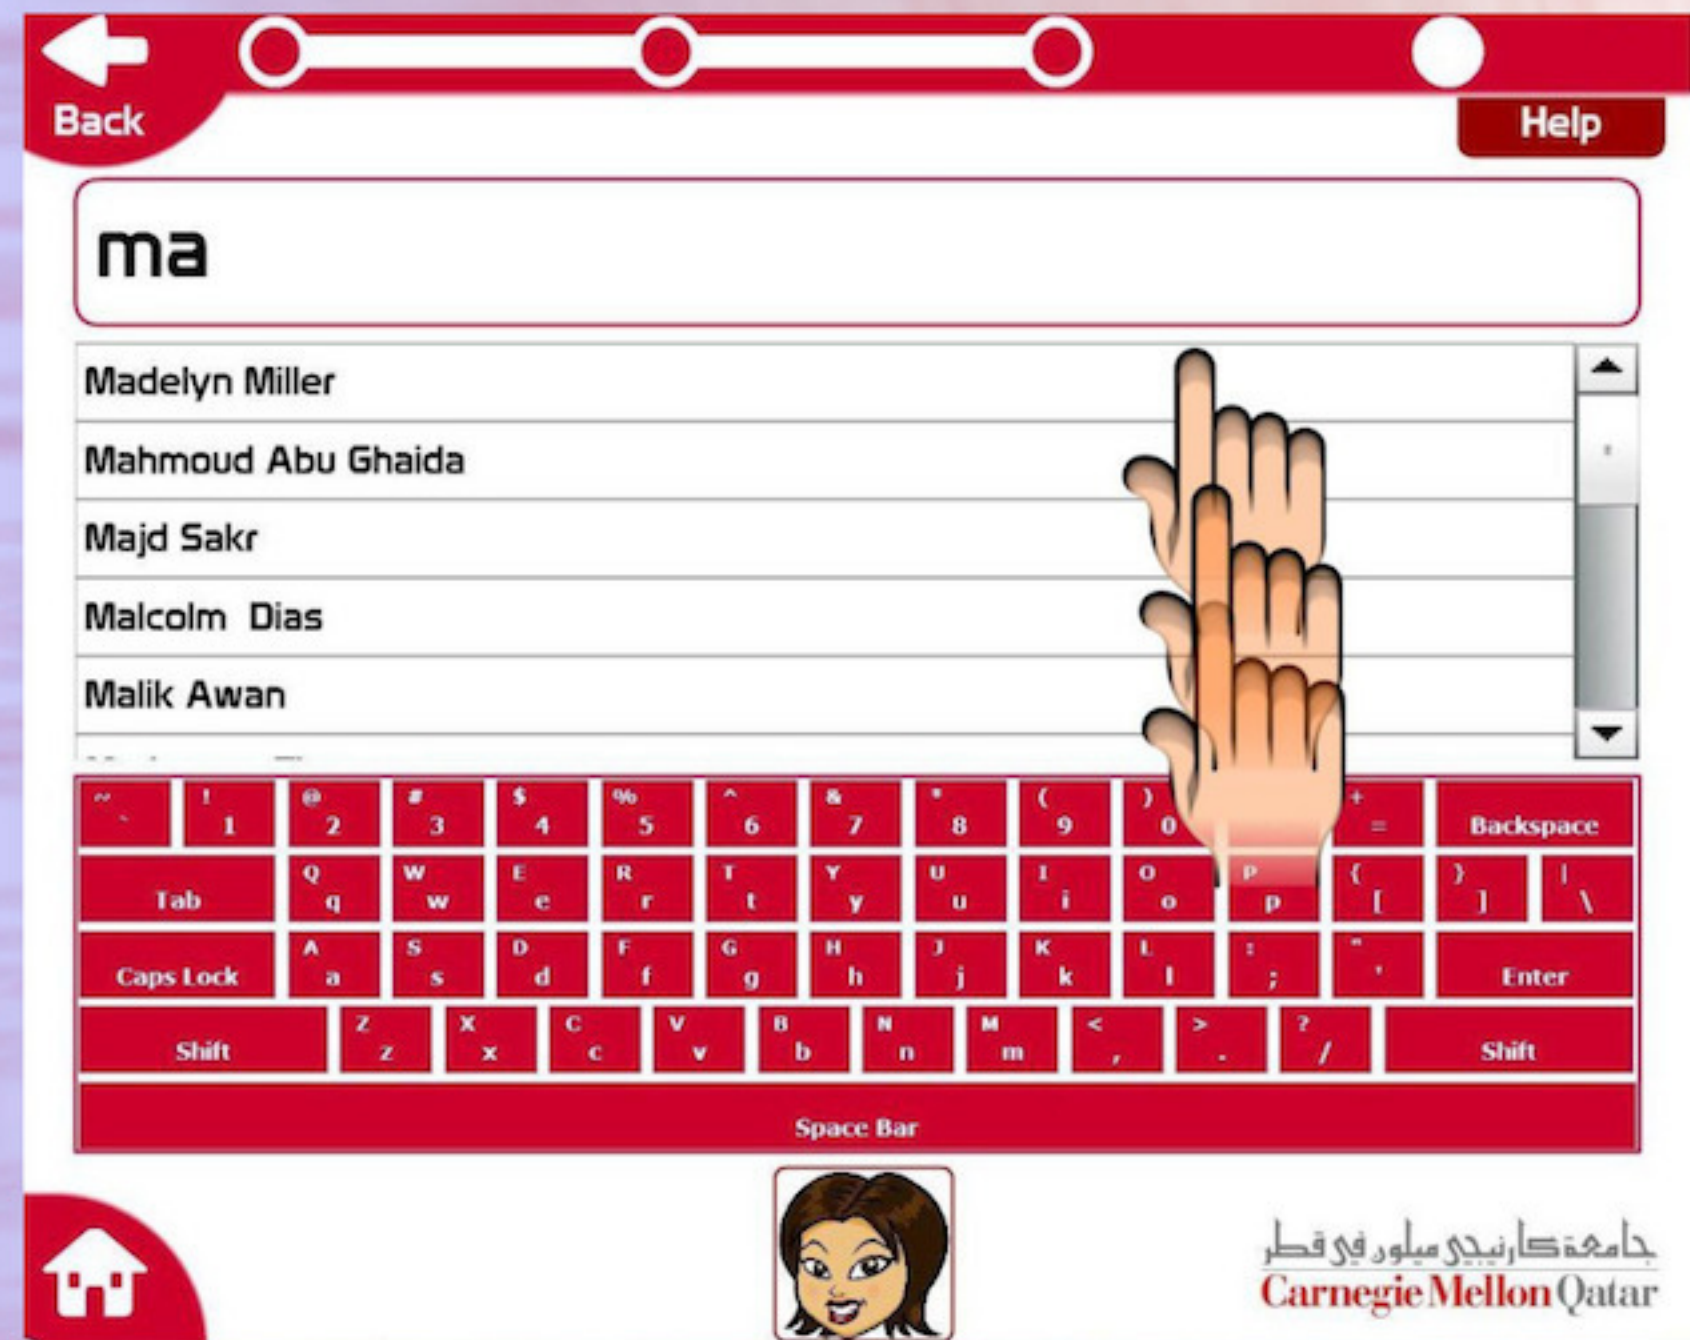 Back
Help
ma
Madelyn Miller
Mahmoud Abu Ghaida
Majd Sakr
Malcolm Dias
Malik Awan
~ ` ! 1 @ 2 # 3 $ 4 % 5 ^ 6 & 7 * 8 ( 9 ) 0 + = Backspace
Tab Q q W w E e R r T t Y y U u I i O o P p { [ } ] | \
Caps Lock A a S s D d F f G g H h J j K k L l : ; " ' Enter
Shift Z z X x C c V v B b N n M m < , > . ? / Shift
Space Bar
جامعة كارنيجي ميلون في قطر
Carnegie Mellon Qatar